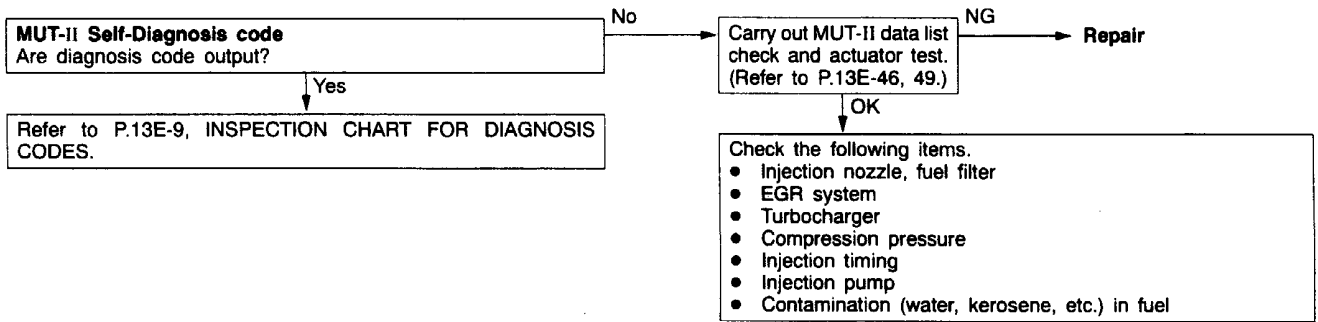 MUT-II Self-Diagnosis code
Are diagnosis code output?
No
Carry out MUT-II data list
check and actuator test.
(Refer to P.13E-46, 49.)
NG
Repair
Yes
Refer to P.13E-9, INSPECTION CHART FOR DIAGNOSIS
CODES.
OK
Check the following items.
● Injection nozzle, fuel filter
● EGR system
● Turbocharger
● Compression pressure
● Injection timing
● Injection pump
● Contamination (water, kerosene, etc.) in fuel